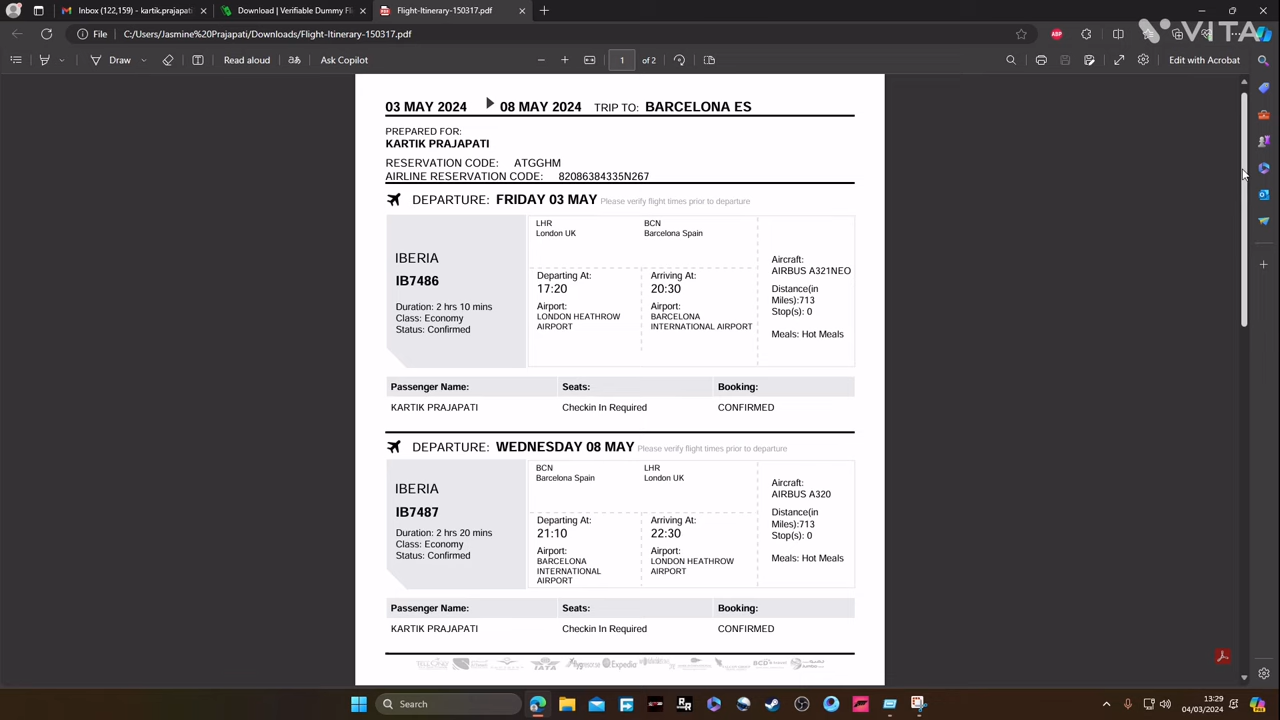 Inbox (122,159) - kartik.prajapati
Download | Verifiable Dummy Fl
Flight-Itinerary-150317.pdf
File C:/Users/Jasmine%20Prajapati/Downloads/Flight-Itinerary-150317.pdf
ABP
VITA
Draw Read aloud Ask Copilot 1 of 2 Edit with Acrobat
03 MAY 2024 08 MAY 2024 TRIP TO: BARCELONA ES
PREPARED FOR:
KARTIK PRAJAPATI
RESERVATION CODE: ATGGHM
AIRLINE RESERVATION CODE: 82086384335N267
DEPARTURE: FRIDAY 03 MAY Please verify flight times prior to departure
IBERIA
IB7486
Duration: 2 hrs 10 mins
Class: Economy
Status: Confirmed
LHR
London UK
BCN
Barcelona Spain
Departing At:
17:20
Airport:
LONDON HEATHROW
AIRPORT
Arriving At:
20:30
Airport:
BARCELONA
INTERNATIONAL AIRPORT
Aircraft:
AIRBUS A321NEO
Distance(in
Miles):713
Stop(s): 0
Meals: Hot Meals
Passenger Name: Seats: Booking:
KARTIK PRAJAPATI Checkin In Required CONFIRMED
DEPARTURE: WEDNESDAY 08 MAY Please verify flight times prior to departure
IBERIA
IB7487
Duration: 2 hrs 20 mins
Class: Economy
Status: Confirmed
BCN
Barcelona Spain
LHR
London UK
Departing At:
21:10
Airport:
BARCELONA
INTERNATIONAL
AIRPORT
Arriving At:
22:30
Airport:
LONDON HEATHROW
AIRPORT
Aircraft:
AIRBUS A320
Distance(in
Miles):713
Stop(s): 0
Meals: Hot Meals
Passenger Name: Seats: Booking:
KARTIK PRAJAPATI Checkin In Required CONFIRMED
IATA Expedia BCD
Search
13:29
04/03/2024